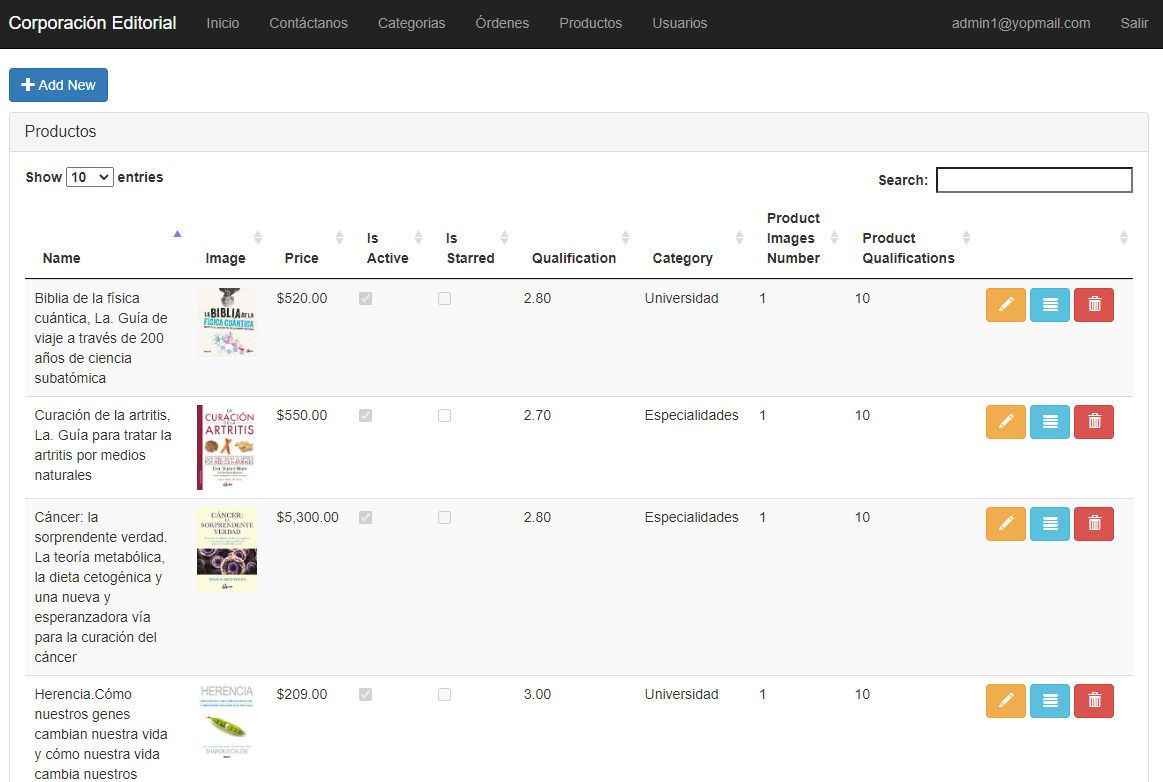 Corporación Editorial Inicio Contáctanos Categorias Órdenes Productos Usuarios admin1@yopmail.com Salir
Add New
Productos
Show 10 entries
Search:
Name Image Price Is Active Is Starred Qualification Category Product Images Number Product Qualifications
Biblia de la física
cuántica, La. Guía de
viaje a través de 200
años de ciencia
subatómica
LA BIBLIA DE LA
FÍSICA CUÁNTICA
$520.00 2.80 Universidad 1 10
Curación de la artritis,
La. Guía para tratar la
artritis por medios
naturales
LA
CURACIÓN
DE LA
ARTRITIS
$550.00 2.70 Especialidades 1 10
Cáncer: la
sorprendente verdad.
La teoría metabólica,
la dieta cetogénica y
una nueva y
esperanzadora vía
para la curación del
cáncer
CÁNCER:
LA
SORPRENDENTE
VERDAD
$5,300.00 2.80 Especialidades 1 10
Herencia.Cómo
nuestros genes
cambian nuestra vida
y cómo nuestra vida
cambia nuestros
HERENCIA
$209.00 3.00 Universidad 1 10